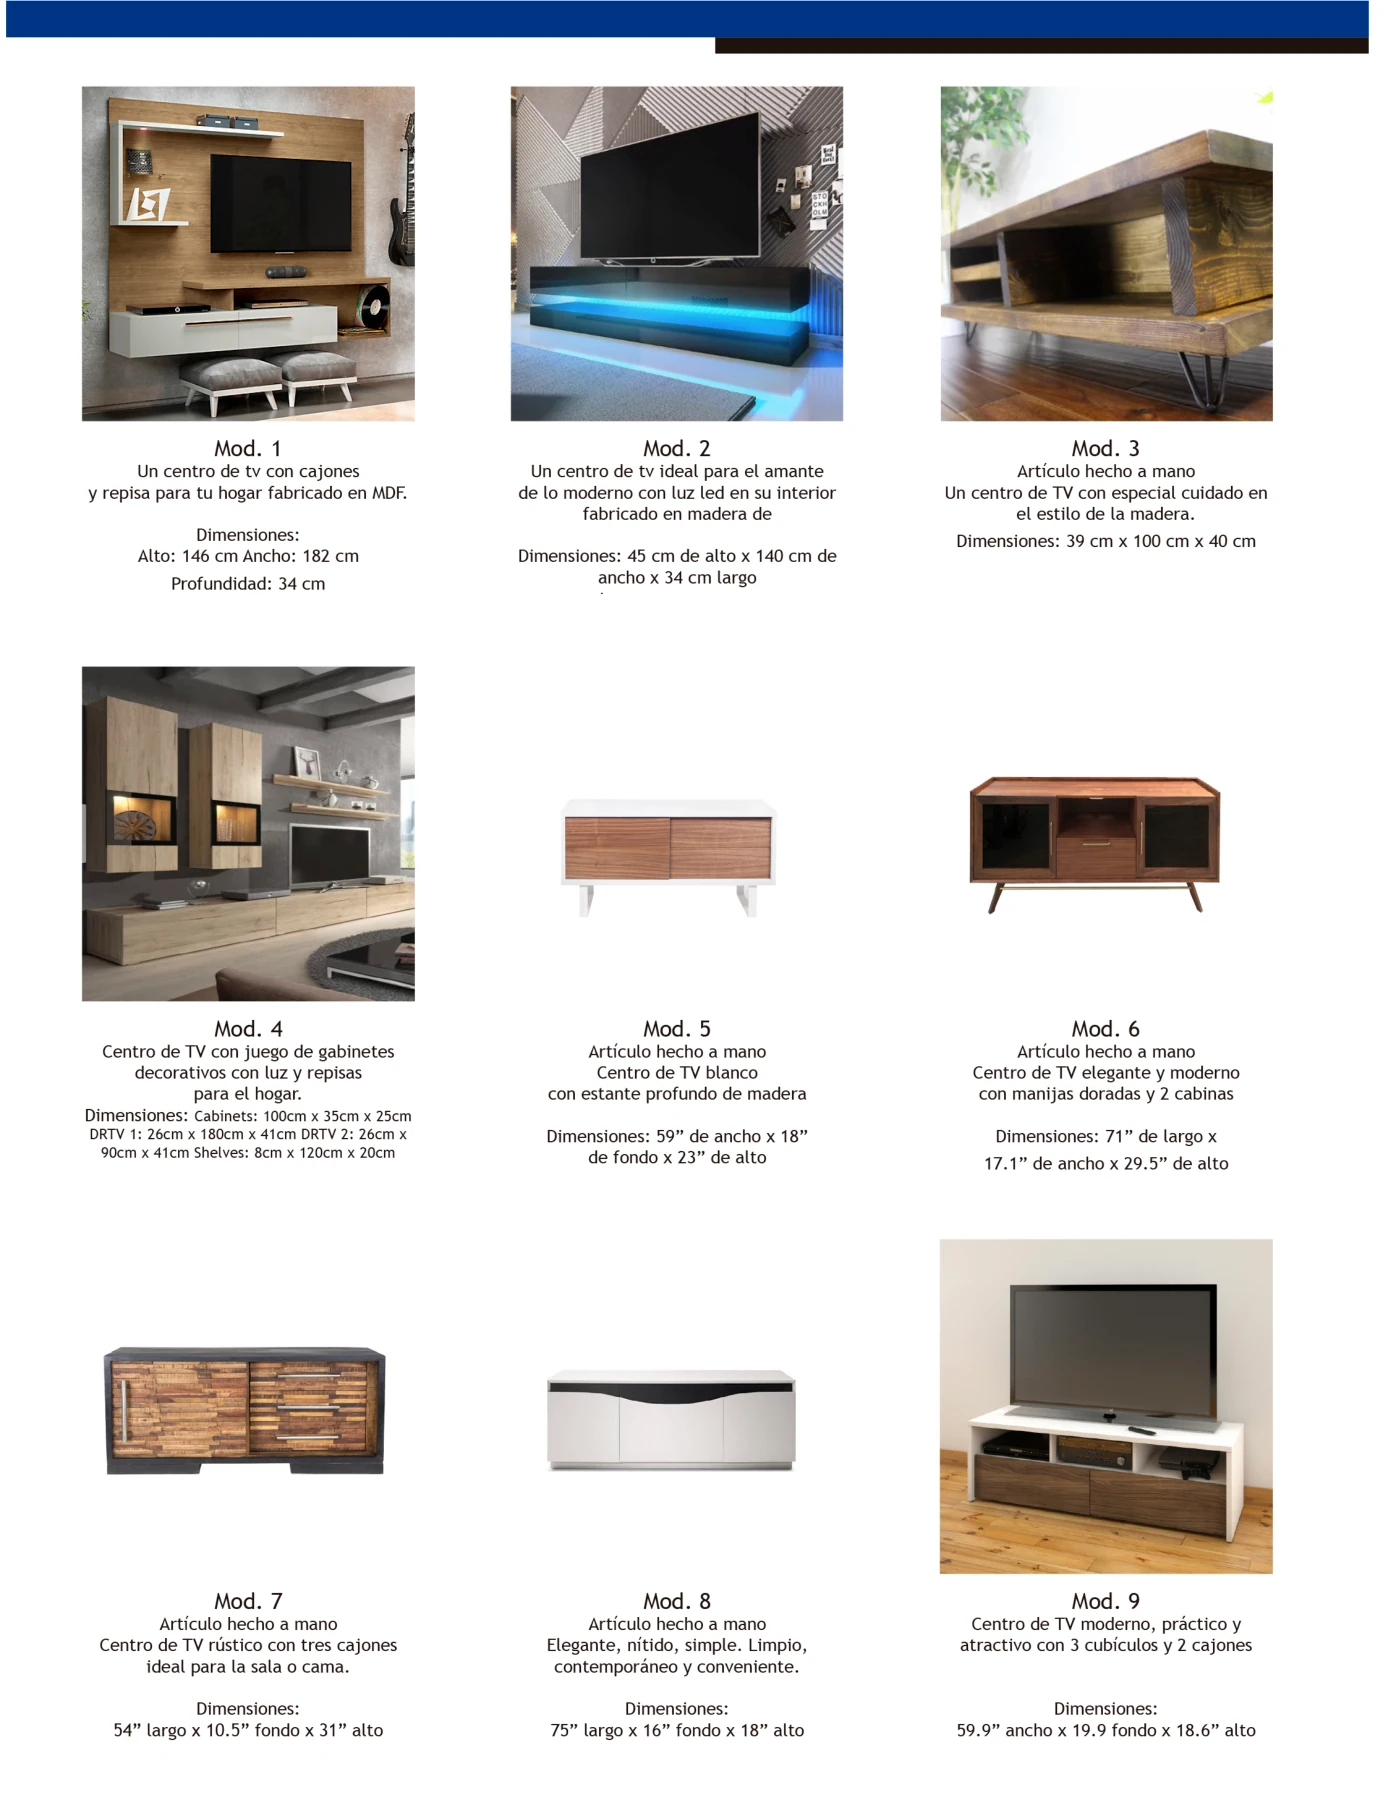 Mod. 1
Un centro de tv con cajones
y repisa para tu hogar fabricado en MDF.
Dimensiones:
Alto: 146 cm Ancho: 182 cm
Profundidad: 34 cm
Mod. 2
Un centro de tv ideal para el amante
de lo moderno con luz led en su interior
fabricado en madera de
Dimensiones: 45 cm de alto x 140 cm de
ancho x 34 cm largo
Mod. 3
Artículo hecho a mano
Un centro de TV con especial cuidado en
el estilo de la madera.
Dimensiones: 39 cm x 100 cm x 40 cm
STO
CKH
OLM
Mod. 4
Centro de TV con juego de gabinetes
decorativos con luz y repisas
para el hogar.
Dimensiones: Cabinets: 100cm x 35cm x 25cm
DRTV 1: 26cm x 180cm x 41cm DRTV 2: 26cm x
90cm x 41cm Shelves: 8cm x 120cm x 20cm
Mod. 5
Artículo hecho a mano
Centro de TV blanco
con estante profundo de madera
Dimensiones: 59” de ancho x 18”
de fondo x 23” de alto
Mod. 6
Artículo hecho a mano
Centro de TV elegante y moderno
con manijas doradas y 2 cabinas
Dimensiones: 71” de largo x
17.1” de ancho x 29.5” de alto
Mod. 7
Artículo hecho a mano
Centro de TV rústico con tres cajones
ideal para la sala o cama.
Dimensiones:
54” largo x 10.5” fondo x 31” alto
Mod. 8
Artículo hecho a mano
Elegante, nítido, simple. Limpio,
contemporáneo y conveniente.
Dimensiones:
75” largo x 16” fondo x 18” alto
Mod. 9
Centro de TV moderno, práctico y
atractivo con 3 cubículos y 2 cajones
Dimensiones:
59.9” ancho x 19.9 fondo x 18.6” alto